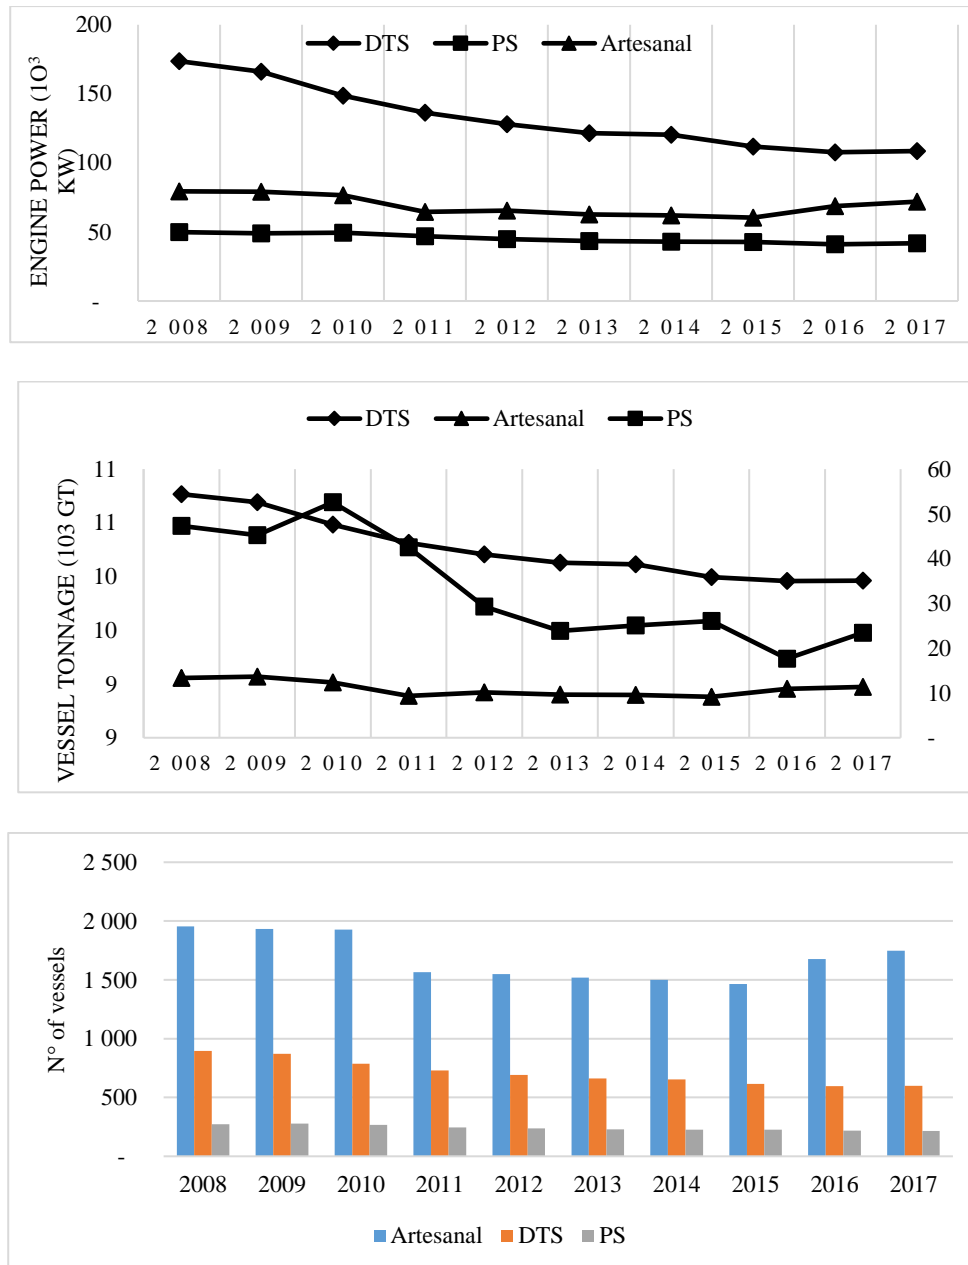 200
150
100
50
-
ENGINE POWER (1O3
KW)
DTS PS Artesanal
2 008 2 009 2 010 2 011 2 012 2 013 2 014 2 015 2 016 2 017
DTS Artesanal PS
11
11
10
10
9
9
VESSEL TONNAGE (103 GT)
60
50
40
30
20
10
-
2 008 2 009 2 010 2 011 2 012 2 013 2 014 2 015 2 016 2 017
2 500
2 000
1 500
1 000
500
-
N° of vessels
2008 2009 2010 2011 2012 2013 2014 2015 2016 2017
Artesanal DTS PS